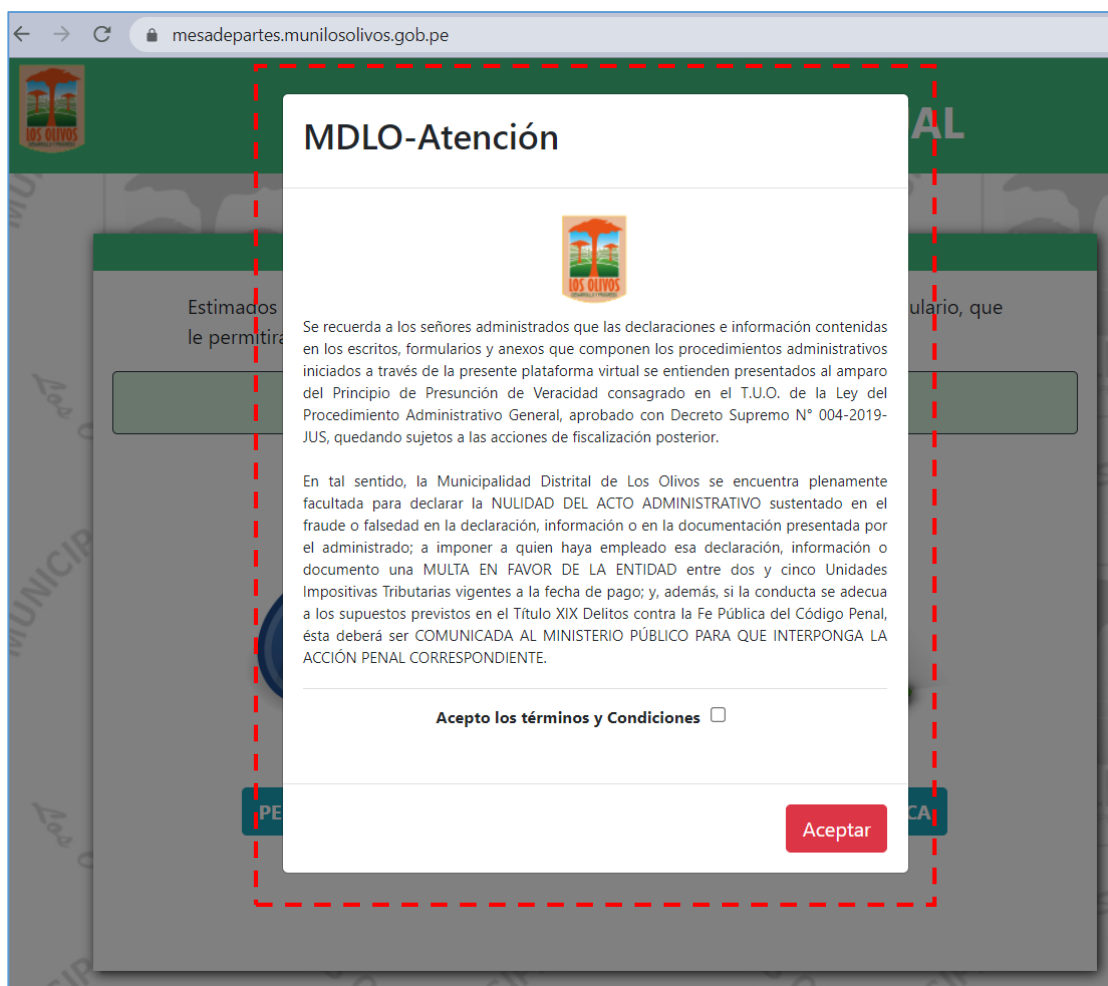 mesadepartes.munilosolivos.gob.pe
LOS OLIVOS
AL
MDLO-Atención
LOS OLIVOS
Estimados
ulario, que
le permitirá
Se recuerda a los señores administrados que las declaraciones e información contenidas
en los escritos, formularios y anexos que componen los procedimientos administrativos
iniciados a través de la presente plataforma virtual se entienden presentados al amparo
del Principio de Presunción de Veracidad consagrado en el T.U.O. de la Ley del
Procedimiento Administrativo General, aprobado con Decreto Supremo N° 004-2019-
JUS, quedando sujetos a las acciones de fiscalización posterior.
En tal sentido, la Municipalidad Distrital de Los Olivos se encuentra plenamente
facultada para declarar la NULIDAD DEL ACTO ADMINISTRATIVO sustentado en el
fraude o falsedad en la declaración, información o en la documentación presentada por
el administrado; a imponer a quien haya empleado esa declaración, información o
documento una MULTA EN FAVOR DE LA ENTIDAD entre dos y cinco Unidades
Impositivas Tributarias vigentes a la fecha de pago; y, además, si la conducta se adecua
a los supuestos previstos en el Título XIX Delitos contra la Fe Pública del Código Penal,
ésta deberá ser COMUNICADA AL MINISTERIO PÚBLICO PARA QUE INTERPONGA LA
ACCIÓN PENAL CORRESPONDIENTE.
Acepto los términos y Condiciones
PE
CA
Aceptar